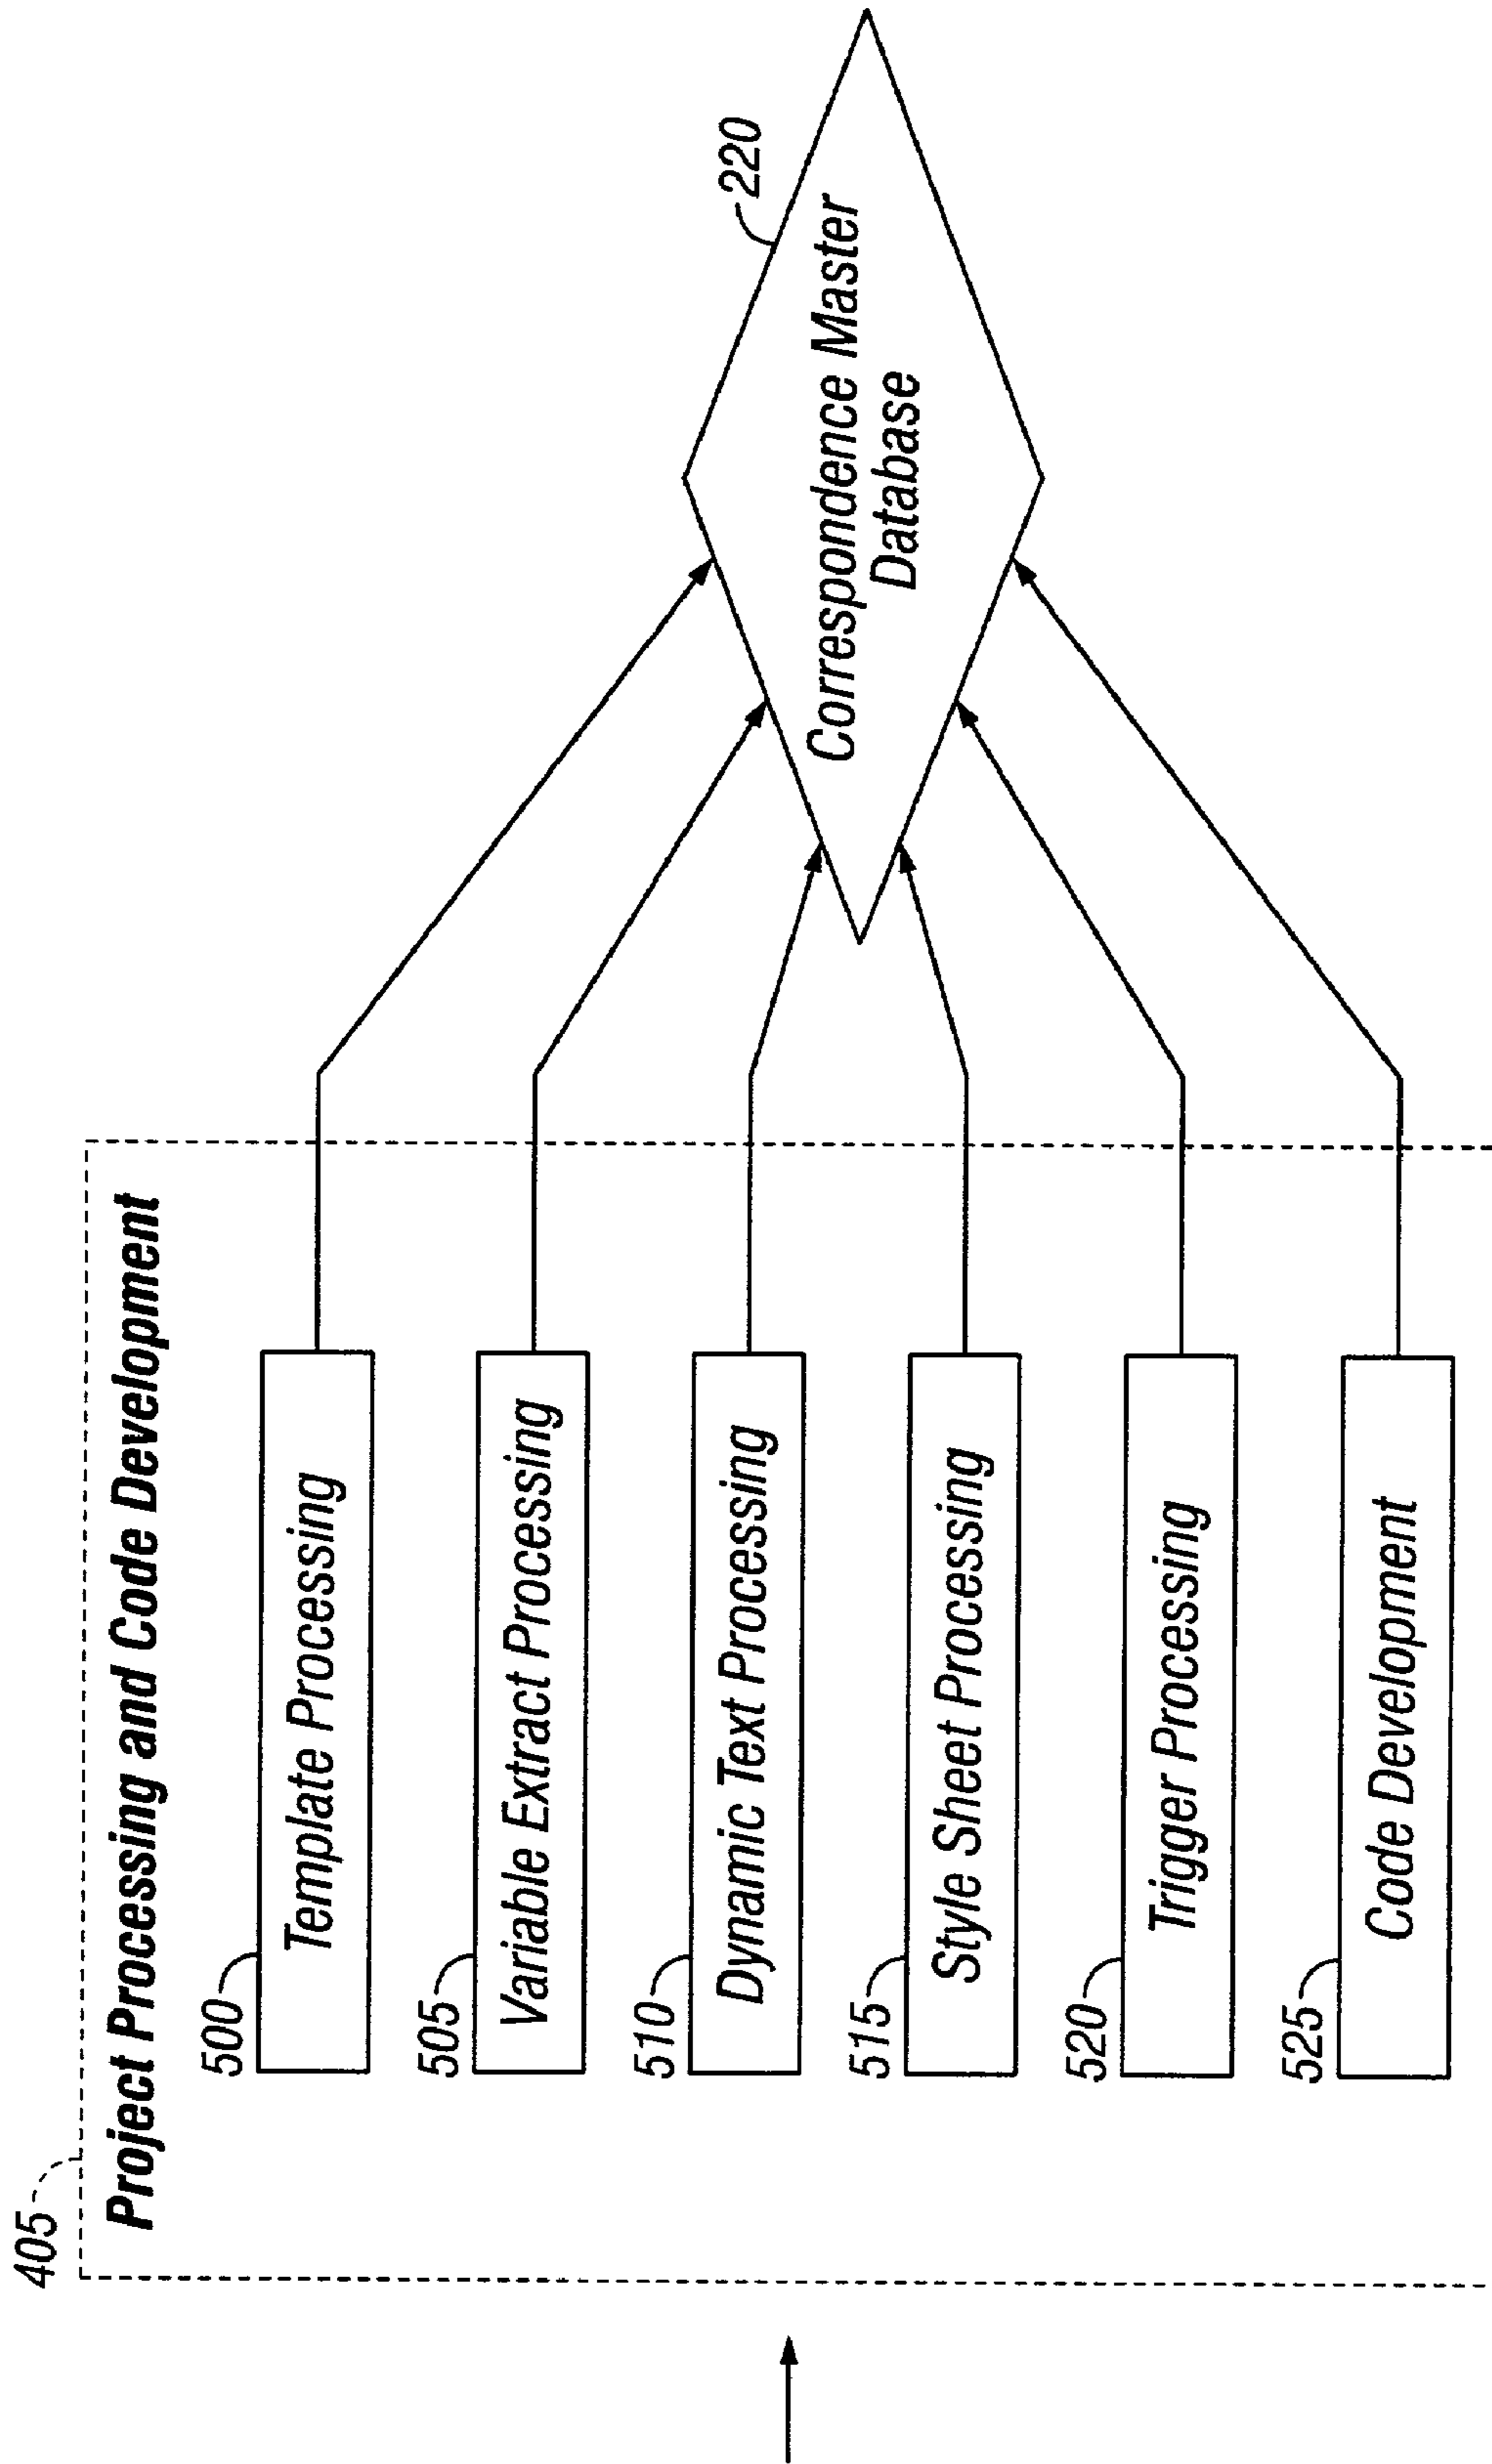 405
Project Processing and Code Development
500
Template Processing
505
Variable Extract Processing
510
Dynamic Text Processing
515
Style Sheet Processing
520
Trigger Processing
525
Code Development
220
Correspondence Master
Database